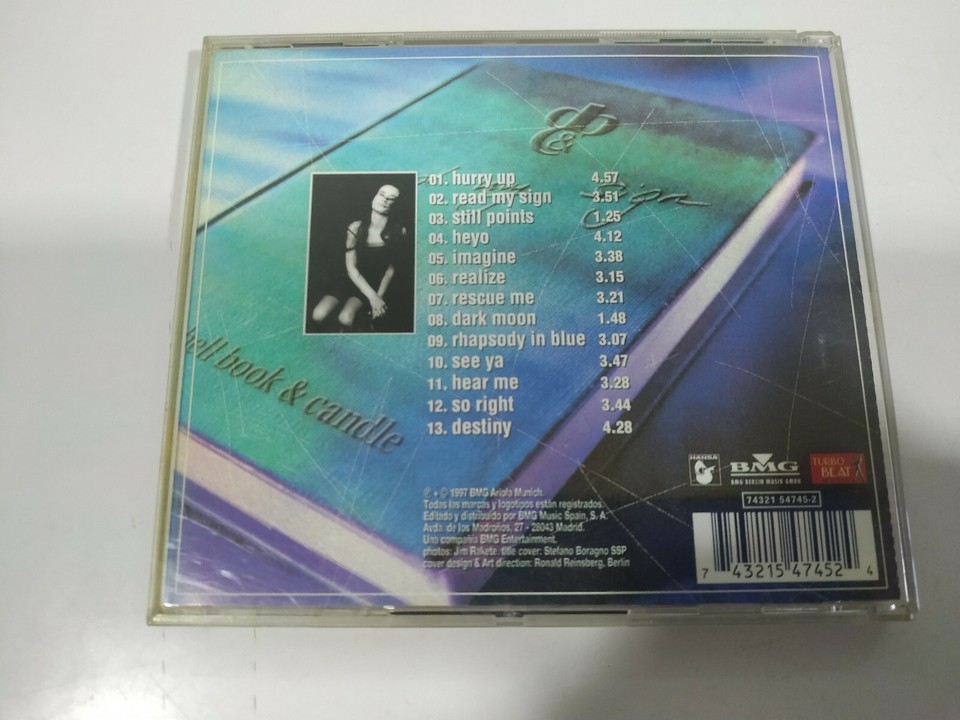 b&c
01. hurry up 4.57
02. read my sign 3.51
03. still points 1.25
04. heyo 4.12
05. imagine 3.38
06. realize 3.15
07. rescue me 3.21
08. dark moon 1.48
09. rhapsody in blue 3.07
10. see ya 3.47
11. hear me 3.28
12. so right 3.44
13. destiny 4.28
Sign
bell book & candle
HANSA
BMG
BMG BERLIN MUSIK GMBH
TURBO
BEAT
74321 54745-2
℗ + © 1997 BMG Ariola Munich.
Todas las marcas y logotipos están registrados.
Editado y distribuido por BMG Music Spain, S. A.
Avda. de los Madroños, 27 - 28043 Madrid.
Una compañía BMG Entertainment.
photos: Jim Rakete. title cover: Stefano Boragno SSP
cover design & Art direction: Ronald Reinsberg, Berlin
7 43215 47452 4